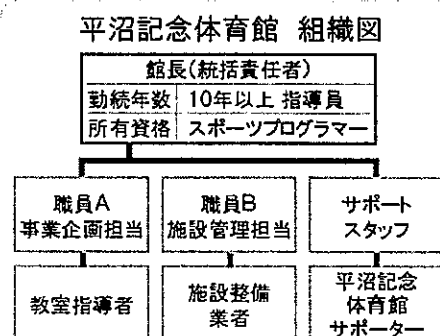 平沼記念体育館 組織図
館長(統括責任者)
勤続年数 10年以上 指導員
所有資格 スポーツプログラマー
職員A
事業企画担当
職員B
施設管理担当
サポート
スタッフ
教室指導者
施設整備
業者
平沼記念
体育館
サポーター